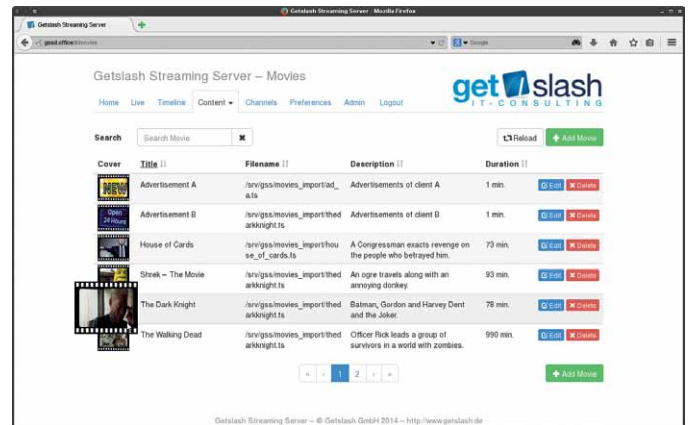 Getslash Streaming Server - Mozilla Firefox
Getslash Streaming Server
Google
Getslash Streaming Server – Movies
get slash
IT-CONSULTING
Home Live Timeline Content Channels Preferences Admin Logout
Search Search Movie Reload Add Movie
Cover Title Filename Description Duration
NEW Advertisement A /srv/gss/movies_import/ad_ Advertisements of client A 1 min. Edit Delete
a.ts
Open Advertisement B /srv/gss/movies_import/thed Advertisements of client B 1 min. Edit Delete
24 Hours arkknight.ts
House of Cards /srv/gss/movies_import/hou A Congressman exacts revenge on 73 min. Edit Delete
se_of_cards.ts the people who betrayed him.
Shrek – The Movie /srv/gss/movies_import/thed An ogre travels along with an 93 min. Edit Delete
arkknight.ts annoying donkey.
The Dark Knight /srv/gss/movies_import/thed Batman, Gordon and Harvey Dent 78 min. Edit Delete
arkknight.ts and the Joker.
The Walking Dead /srv/gss/movies_import/thed Officer Rick leads a group of 990 min. Edit Delete
arkknight.ts survivors in a world with zombies.
« ‹ 1 2 › » Add Movie
Getslash Streaming Server – © Getslash GmbH 2014 – http://www.getslash.de